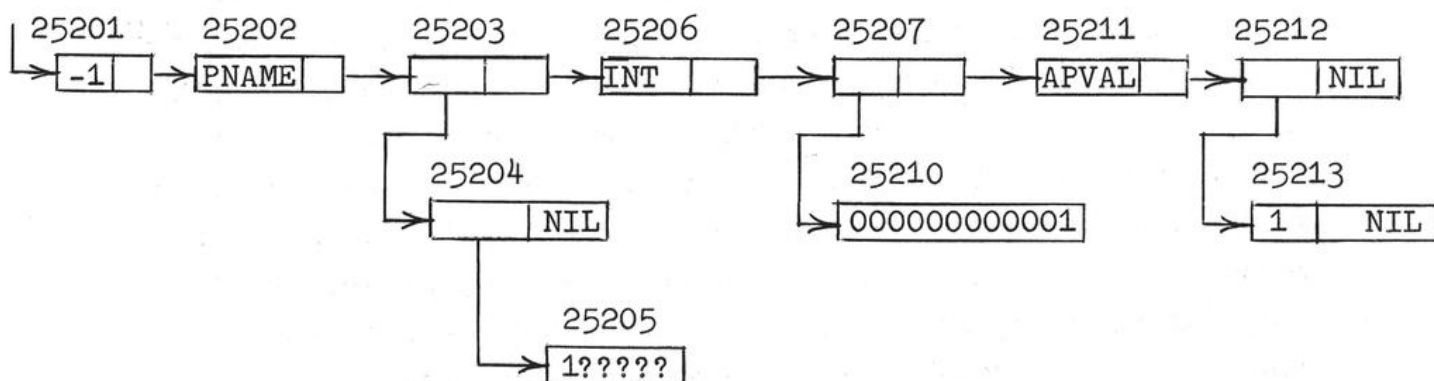 25201 25202 25203 25206 25207 25211 25212
-1 PNAME INT APVAL NIL
25204 25210 25213
NIL 000000000001 1 NIL
25205
1?????